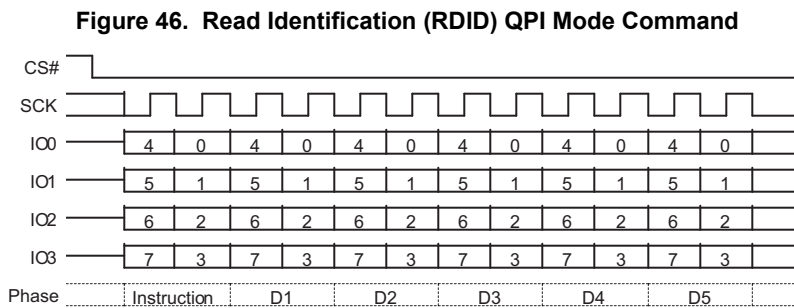 Figure 46. Read Identification (RDID) QPI Mode Command
CS#
SCK
IO0 4 0 4 0 4 0 4 0 4 0 4 0
IO1 5 1 5 1 5 1 5 1 5 1 5 1
IO2 6 2 6 2 6 2 6 2 6 2 6 2
IO3 7 3 7 3 7 3 7 3 7 3 7 3
Phase Instruction D1 D2 D3 D4 D5